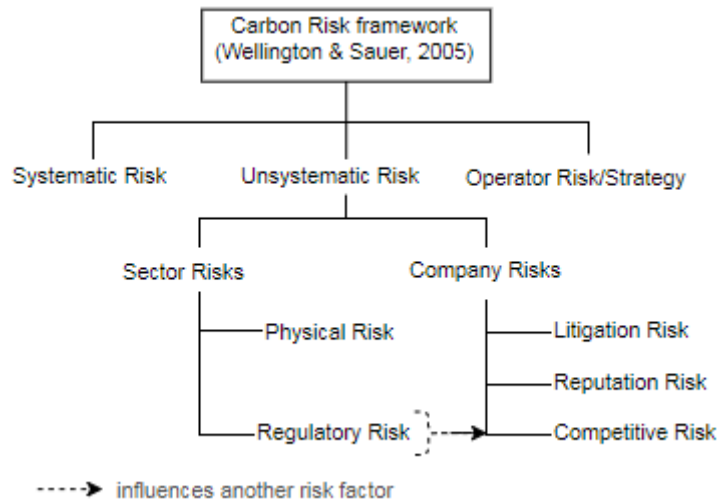 Carbon Risk framework
(Wellington & Sauer, 2005)
Systematic Risk
Unsystematic Risk
Operator Risk/Strategy
Sector Risks
Company Risks
Physical Risk
Litigation Risk
Reputation Risk
Regulatory Risk
Competitive Risk
influences another risk factor